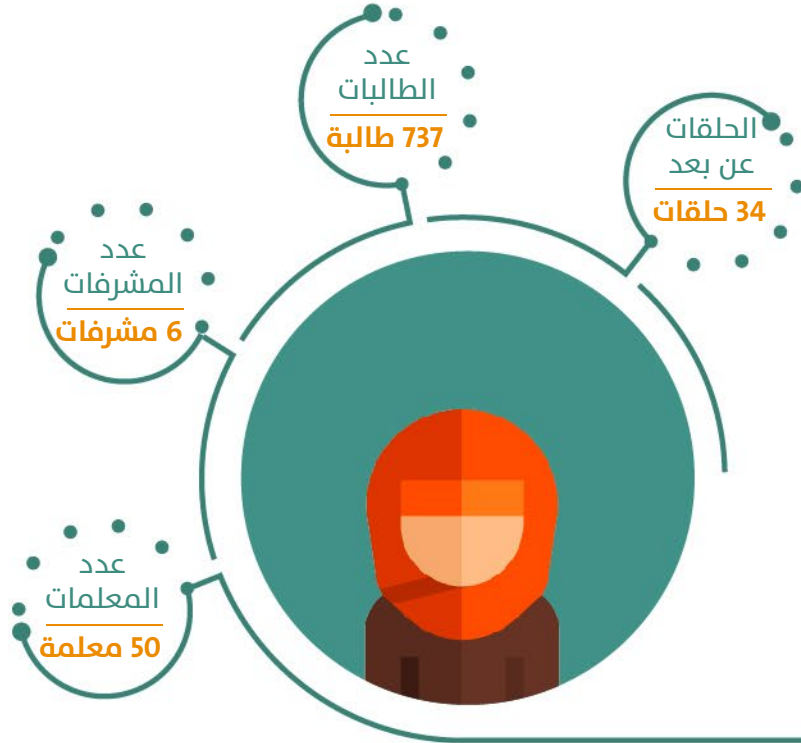 الحلقات
عن بعد
34 حلقات
عدد
الطالبات
737 طالبة
عدد
المشرفات
6 مشرفات
عدد
المعلمات
50 معلمة